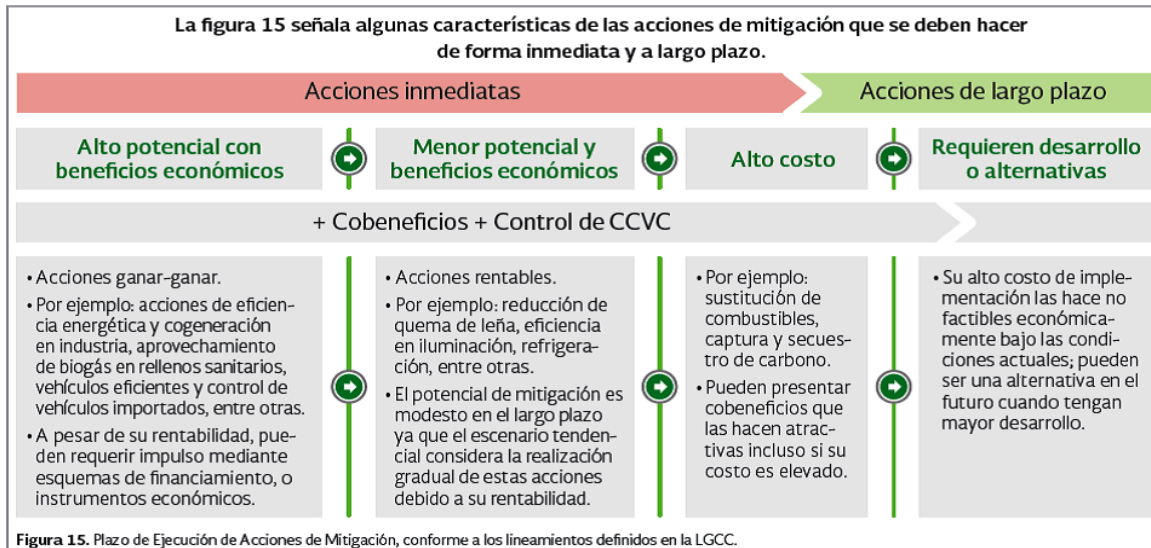 La figura 15 señala algunas características de las acciones de mitigación que se deben hacer
de forma inmediata y a largo plazo.
Acciones inmediatas
Acciones de largo plazo
Alto potencial con
beneficios económicos
Menor potencial y
beneficios económicos
Alto costo
Requieren desarrollo
o alternativas
+ Cobeneficios + Control de CCVC
• Acciones ganar-ganar.
• Por ejemplo: acciones de eficien-
cia energética y cogeneración
en industria, aprovechamiento
de biogás en rellenos sanitarios,
vehículos eficientes y control de
vehículos importados, entre otras.
• A pesar de su rentabilidad, pue-
den requerir impulso mediante
esquemas de financiamiento, o
instrumentos económicos.
• Acciones rentables.
• Por ejemplo: reducción de
quema de leña, eficiencia
en iluminación, refrigera-
ción, entre otras.
• El potencial de mitigación es
modesto en el largo plazo
ya que el escenario tenden-
cial considera la realización
gradual de estas acciones
debido a su rentabilidad.
• Por ejemplo:
sustitución de
combustibles,
captura y secues-
tro de carbono.
• Pueden presentar
cobeneficios que
las hacen atrac-
tivas incluso si su
costo es elevado.
• Su alto costo de imple-
mentación las hace no
factibles económica-
mente bajo las condi-
ciones actuales; pueden
ser una alternativa en el
futuro cuando tengan
mayor desarrollo.
Figura 15. Plazo de Ejecución de Acciones de Mitigación, conforme a los lineamientos definidos en la LGCC.